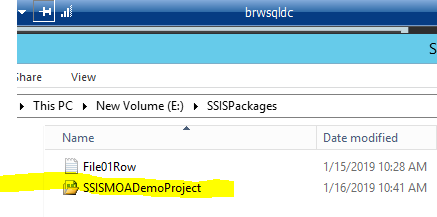 brwsqldc
S
Share View
This PC New Volume (E:) SSISPackages
Name Date modified
File01Row 1/15/2019 10:28 AM
SSISMOADemoProject 1/16/2019 10:41 AM